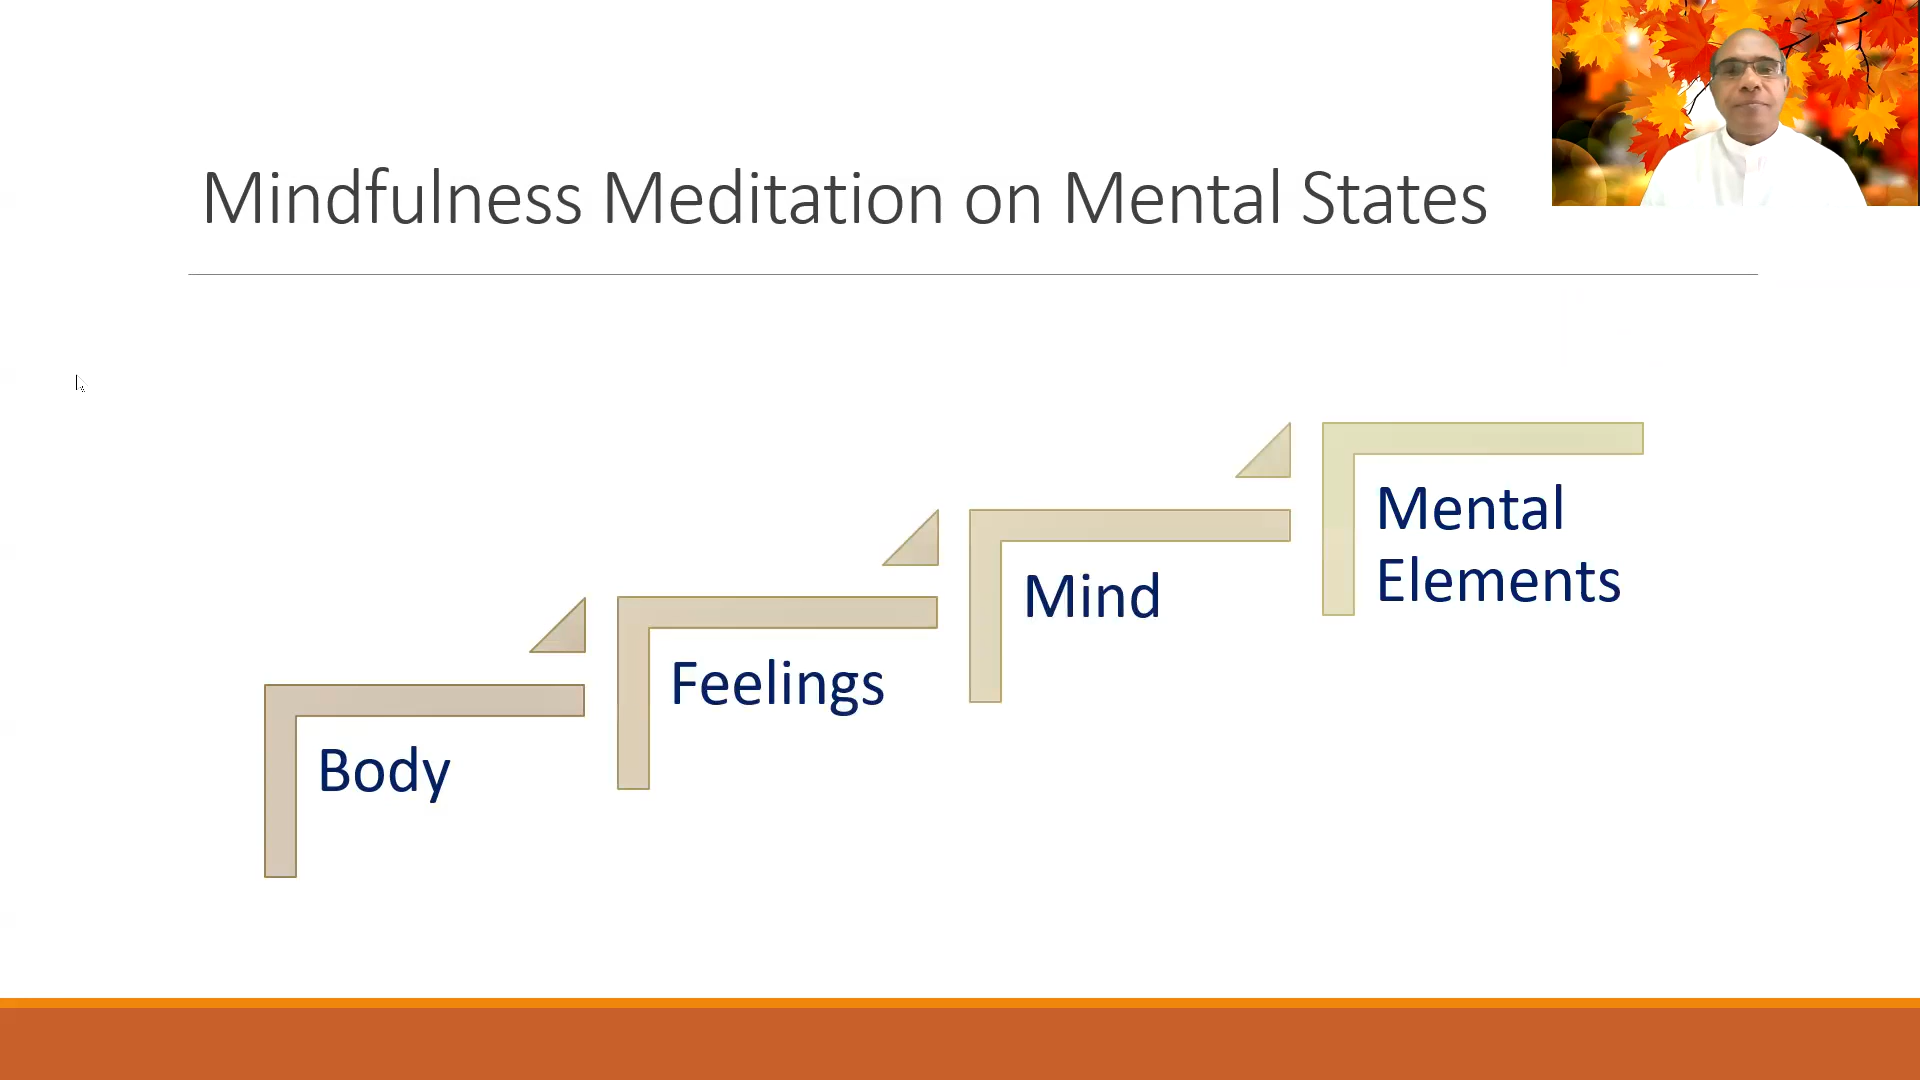 Mindfulness Meditation on Mental States
Body
Feelings
Mind
Mental
Elements